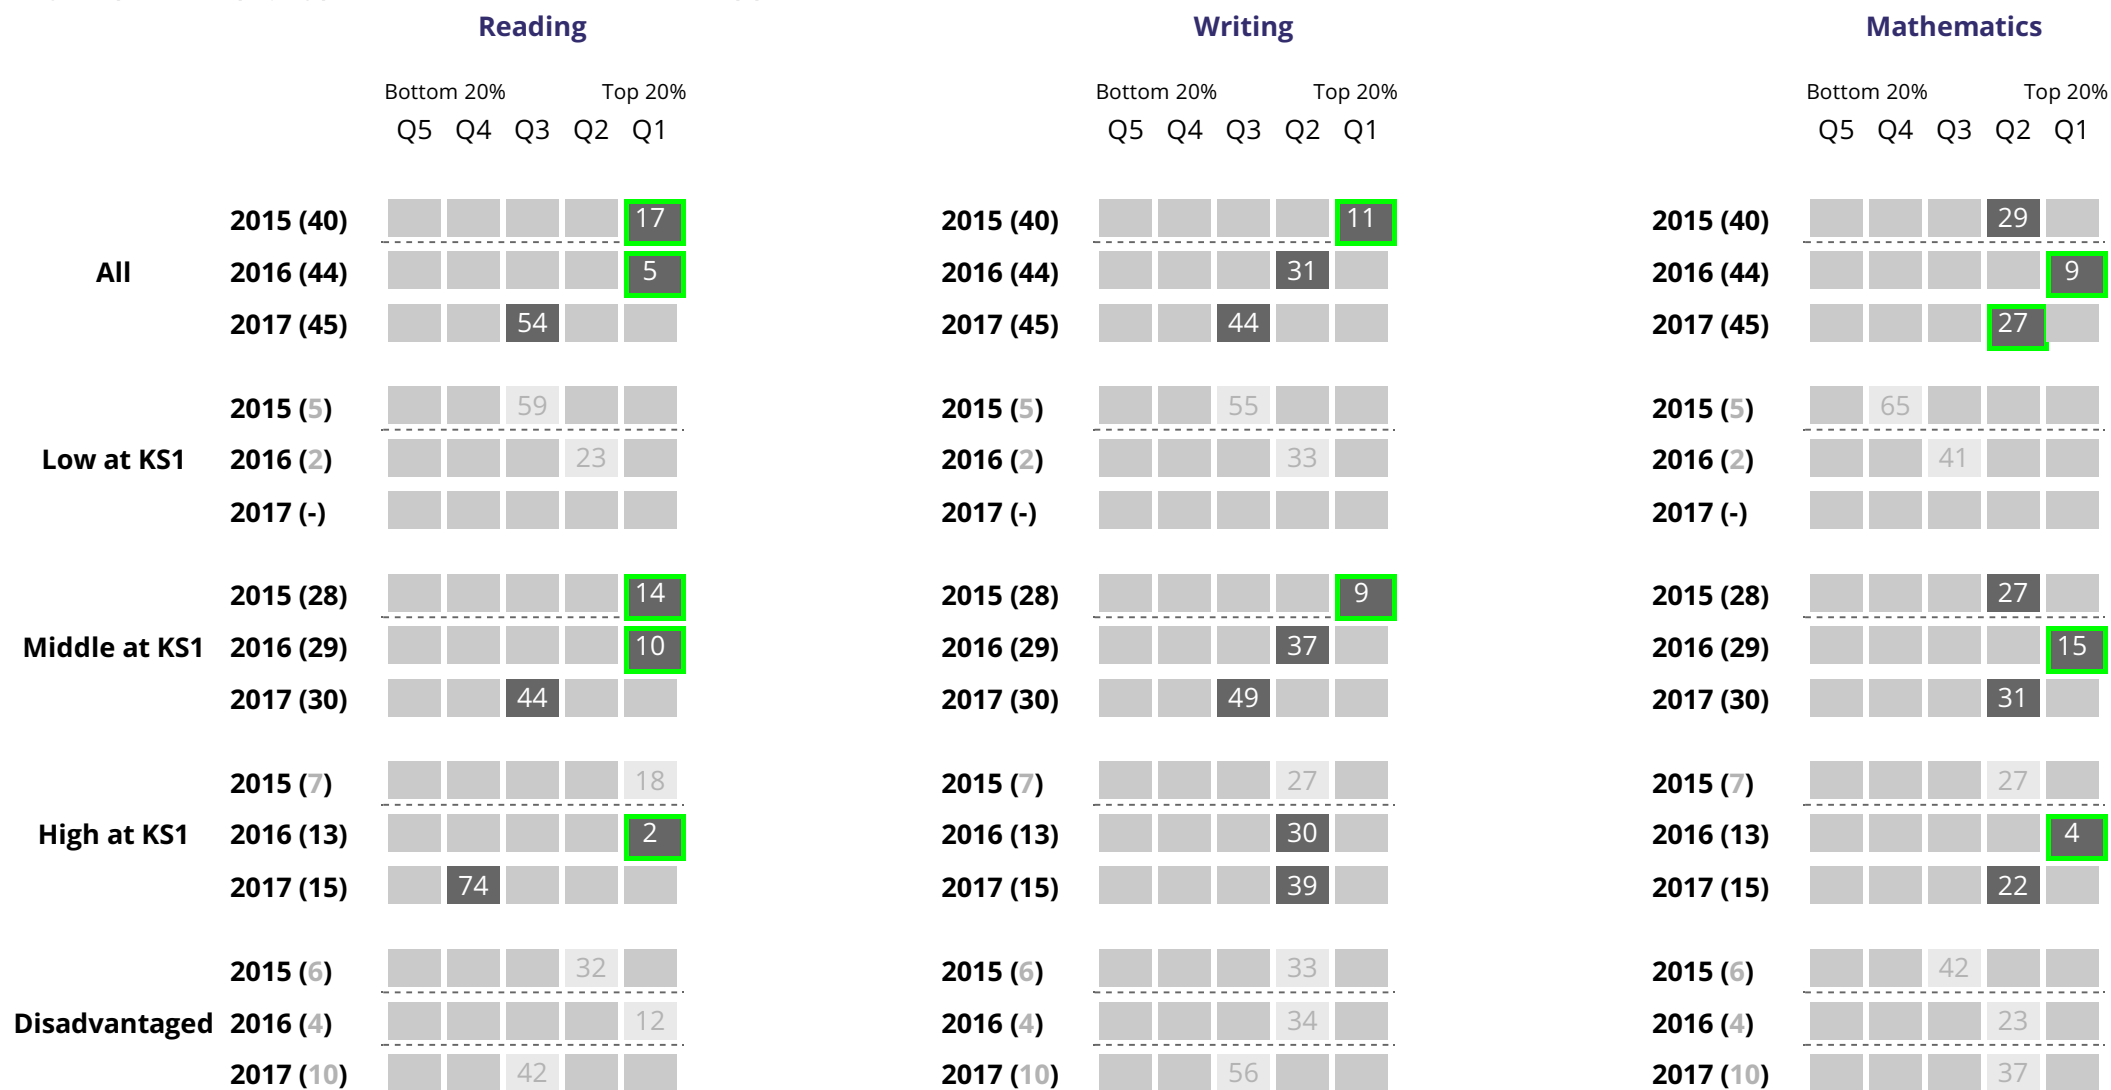 Reading Writing Mathematics
Bottom 20% Top 20% Bottom 20% Top 20% Bottom 20% Top 20%
Q5 Q4 Q3 Q2 Q1 Q5 Q4 Q3 Q2 Q1 Q5 Q4 Q3 Q2 Q1
2015 (40) 17 2015 (40) 11 2015 (40) 29
All 2016 (44) 5 2016 (44) 31 2016 (44) 9
2017 (45) 54 2017 (45) 44 2017 (45) 27
2015 (5) 59 2015 (5) 55 2015 (5) 65
Low at KS1 2016 (2) 23 2016 (2) 33 2016 (2) 41
2017 (-) 2017 (-) 2017 (-)
2015 (28) 14 2015 (28) 9 2015 (28) 27
Middle at KS1 2016 (29) 10 2016 (29) 37 2016 (29) 15
2017 (30) 44 2017 (30) 49 2017 (30) 31
2015 (7) 18 2015 (7) 27 2015 (7) 27
High at KS1 2016 (13) 2 2016 (13) 30 2016 (13) 4
2017 (15) 74 2017 (15) 39 2017 (15) 22
2015 (6) 32 2015 (6) 33 2015 (6) 42
Disadvantaged 2016 (4) 12 2016 (4) 34 2016 (4) 23
2017 (10) 42 2017 (10) 56 2017 (10) 37